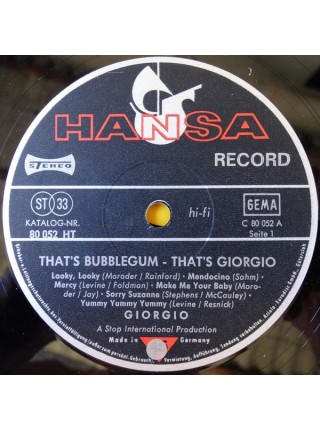 HANSA
RECORD
STEREO
ST 33
KATALOG-NR.
80 052 HT
hi-fi
GEMA
C 80 052 A
Seite 1
THAT'S BUBBLEGUM - THAT'S GIORGIO
Looky, Looky (Moroder / Rainford) · Mendocino (Sahm) ·
Mercy (Levine / Foldman) · Make Me Your Baby (Moro-
der / Jay) · Sorry Suzanne (Stephens / McCauley) ·
Yummy Yummy Yummy (Levine / Resnick)
GIORGIO
A Stop International Production
Made in Germany